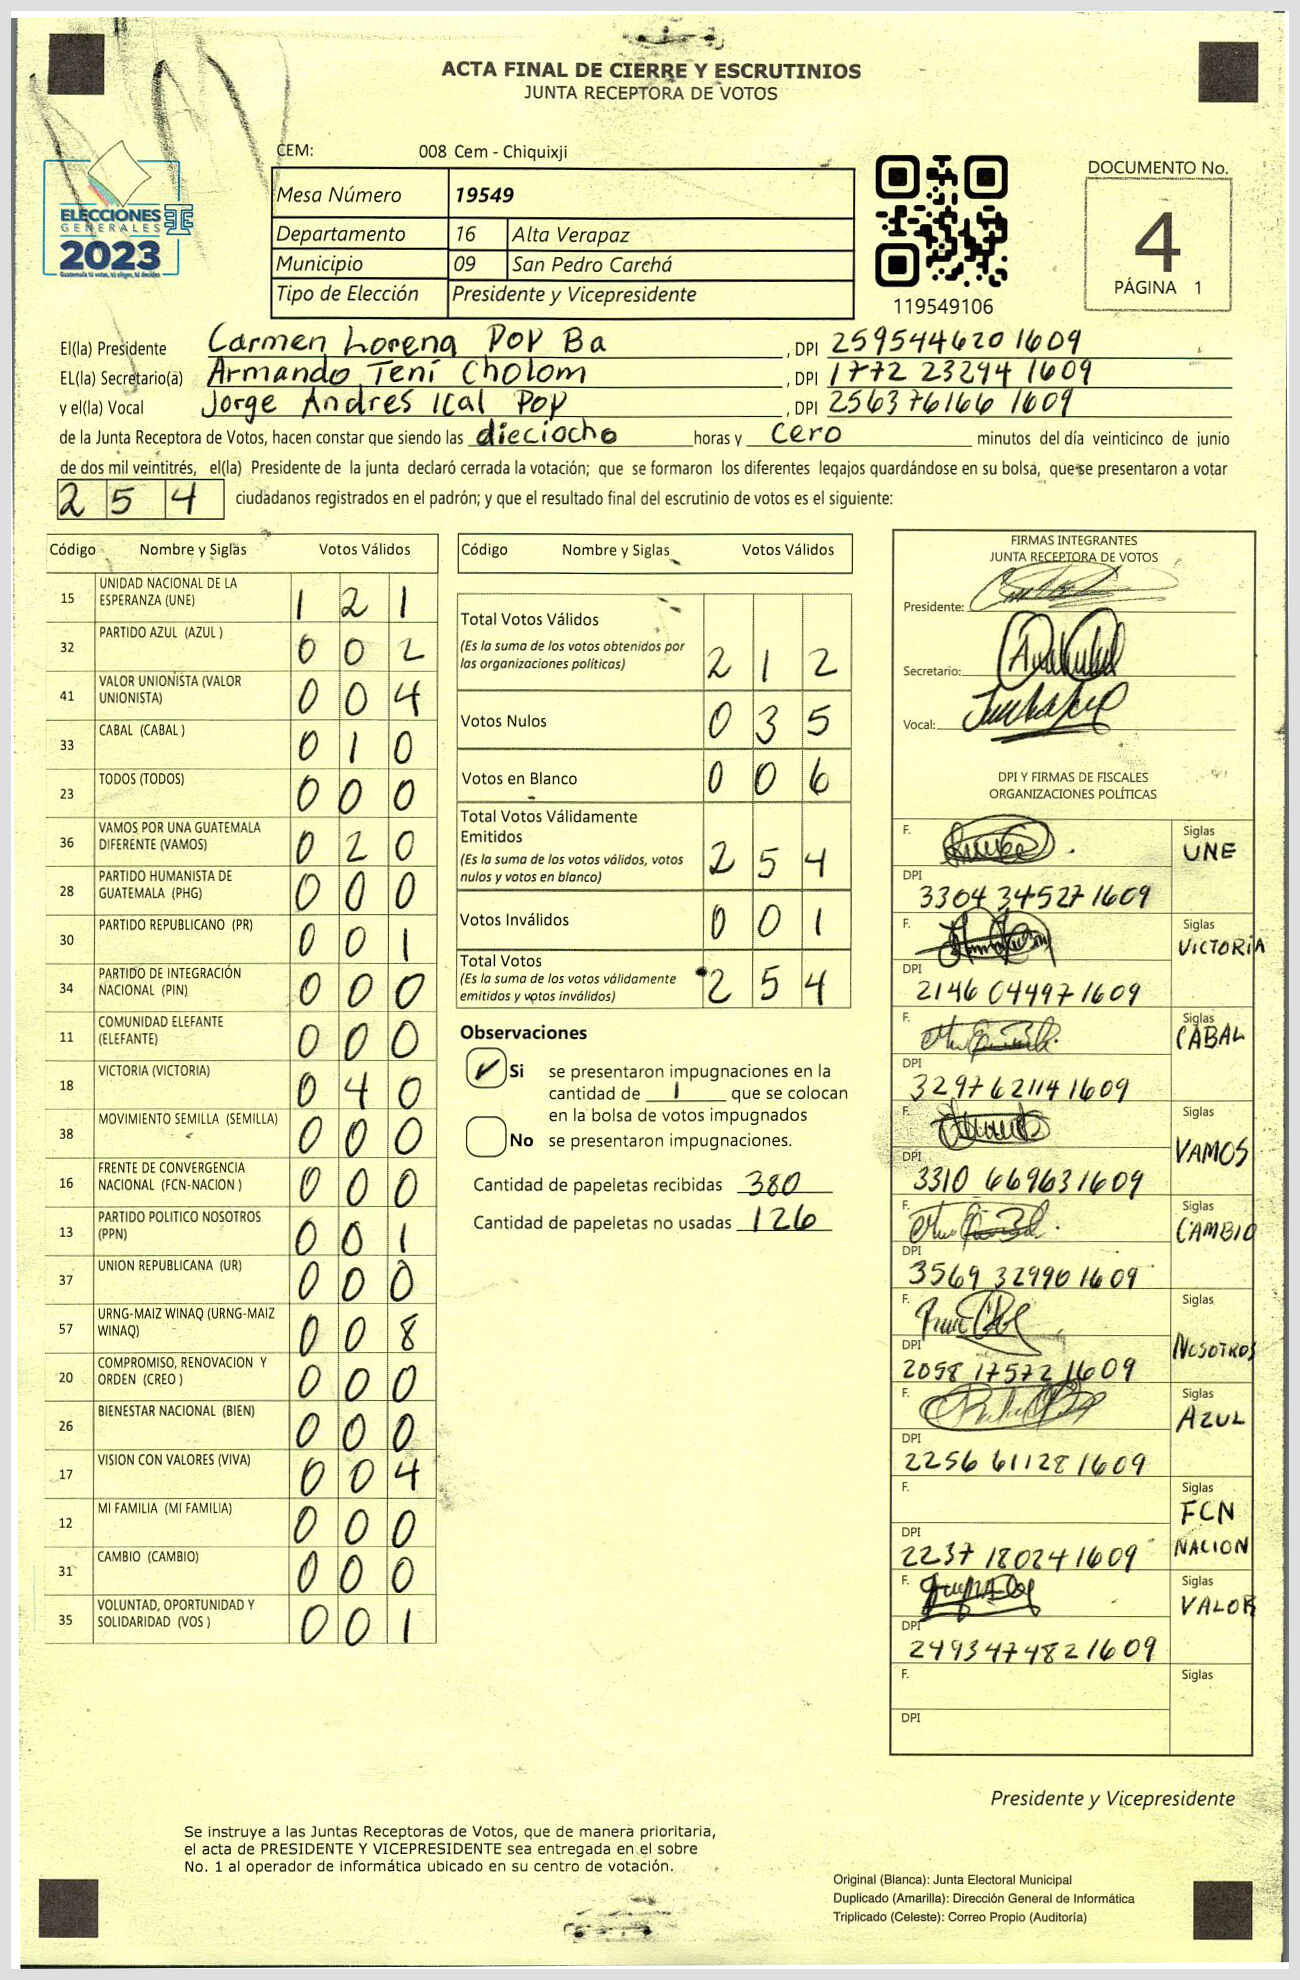 ACTA FINAL DE CIERRE Y ESCRUTINIOS
JUNTA RECEPTORA DE VOTOS
CEM: 008 Cem - Chiquixji
Mesa Número 19549
Departamento 16 Alta Verapaz
Municipio 09 San Pedro Carchá
Tipo de Elección Presidente y Vicepresidente
ELECCIONES
GENERALES
2023
119549106
DOCUMENTO No.
4
PÁGINA 1
El(la) Presidente Carmen Lorena Pop Ba , DPI 259544620 1609
EL(la) Secretario(a) Armando Tení Cholom , DPI 1772 23294 1609
y el(la) Vocal Jorge Andres Ical Pop , DPI 256376166 1609
de la Junta Receptora de Votos, hacen constar que siendo las dieciocho horas y cero minutos del día veinticinco de junio
de dos mil veintitrés, el(la) Presidente de la junta declaró cerrada la votación; que se formaron los diferentes legajos guardándose en su bolsa, que se presentaron a votar
254 ciudadanos registrados en el padrón; y que el resultado final del escrutinio de votos es el siguiente:
Código Nombre y Siglas Votos Válidos
15 UNIDAD NACIONAL DE LA ESPERANZA (UNE) 1 2 1
32 PARTIDO AZUL (AZUL ) 0 0 2
41 VALOR UNIONISTA (VALOR UNIONISTA) 0 0 4
33 CABAL (CABAL ) 0 1 0
23 TODOS (TODOS) 0 0 0
36 VAMOS POR UNA GUATEMALA DIFERENTE (VAMOS) 0 2 0
28 PARTIDO HUMANISTA DE GUATEMALA (PHG) 0 0 0
30 PARTIDO REPUBLICANO (PR) 0 0 1
34 PARTIDO DE INTEGRACIÓN NACIONAL (PIN) 0 0 0
11 COMUNIDAD ELEFANTE (ELEFANTE) 0 0 0
18 VICTORIA (VICTORIA) 0 4 0
38 MOVIMIENTO SEMILLA (SEMILLA) 0 0 0
16 FRENTE DE CONVERGENCIA NACIONAL (FCN-NACION ) 0 0 0
13 PARTIDO POLITICO NOSOTROS (PPN) 0 0 1
37 UNION REPUBLICANA (UR) 0 0 0
57 URNG-MAIZ WINAQ (URNG-MAIZ WINAQ) 0 0 8
20 COMPROMISO, RENOVACION Y ORDEN (CREO ) 0 0 0
26 BIENESTAR NACIONAL (BIEN) 0 0 0
17 VISION CON VALORES (VIVA) 0 0 4
12 MI FAMILIA (MI FAMILIA) 0 0 0
31 CAMBIO (CAMBIO) 0 0 0
35 VOLUNTAD, OPORTUNIDAD Y SOLIDARIDAD (VOS ) 0 0 1
Código Nombre y Siglas Votos Válidos
Total Votos Válidos
(Es la suma de los votos obtenidos por
las organizaciones políticas) 2 1 2
Votos Nulos 0 3 5
Votos en Blanco 0 0 6
Total Votos Válidamente
Emitidos
(Es la suma de los votos válidos, votos
nulos y votos en blanco) 2 5 4
Votos Inválidos 0 0 1
Total Votos
(Es la suma de los votos válidamente
emitidos y votos inválidos) 2 5 4
Observaciones
Si se presentaron impugnaciones en la
cantidad de 1 que se colocan
en la bolsa de votos impugnados
No se presentaron impugnaciones.
Cantidad de papeletas recibidas 380
Cantidad de papeletas no usadas 126
FIRMAS INTEGRANTES
JUNTA RECEPTORA DE VOTOS
Presidente:
Secretario:
Vocal:
DPI Y FIRMAS DE FISCALES
ORGANIZACIONES POLÍTICAS
F. Siglas UNE
DPI 3304 34527 1609
F. Siglas VICTORIA
DPI 2146 04497 1609
F. Siglas CABAL
DPI 3297 62114 1609
F. Siglas VAMOS
DPI 3310 66963 1609
F. Siglas CAMBIO
DPI 3569 32990 1609
F. Siglas NOSOTROS
DPI 2058 17572 1609
F. Siglas AZUL
DPI 2256 61128 1609
F. Siglas FCN NACION
DPI 2237 18024 1609
F. Siglas VALOR
DPI 249347482 1609
F. Siglas
DPI
Presidente y Vicepresidente
Se instruye a las Juntas Receptoras de Votos, que de manera prioritaria,
el acta de PRESIDENTE Y VICEPRESIDENTE sea entregada en el sobre
No. 1 al operador de informática ubicado en su centro de votación.
Original (Blanca): Junta Electoral Municipal
Duplicado (Amarilla): Dirección General de Informática
Triplicado (Celeste): Correo Propio (Auditoría)